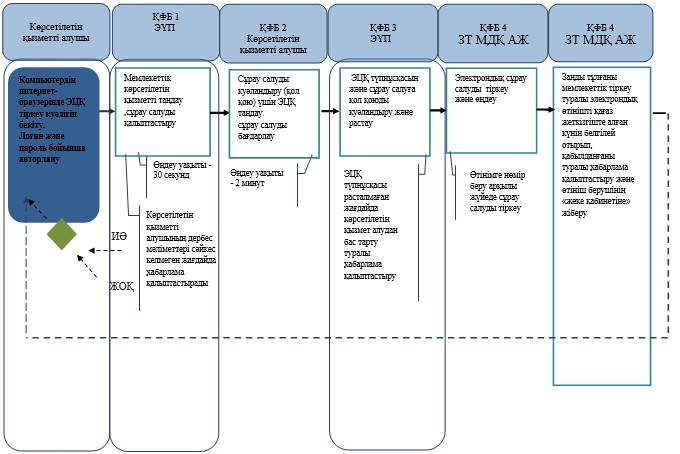 Көрсетілетін
қызметті алушы
ҚФБ 1
ЭҮП
ҚФБ 2
Көрсетілетін
қызметті алушы
ҚФБ 3
ЭҮП
ҚФБ 4
ЗТ МДҚ АЖ
ҚФБ 4
ЗТ МДҚ АЖ
Компьютердің
интернет-
браузерінде ЭЦҚ
тіркеу куәлігін
бекіту.
Логин және
пароль бойынша
авторлану
Мемлекеттік
көрсетілетін
қызметті таңдау
,сұрау салуды
қалыптастыру
Сұрау салуды
куәландыру (қол
қою) үшін ЭЦҚ
таңдау.
сұрау салуды
бағдарлау
ЭЦҚ тұпнұсқасын
және сұрау салуға
қол қоюды
куәландыру және
растау
Электрондық сұрау
салуды тіркеу
және өңдеу
Заңды тұлғаны
мемлекеттік тіркеу
туралы электрондық
өтінішті қағаз
жеткізгіште алған
күнін белгілей
отырып,
қабылданғаны
туралы хабарлама
қалыптастыру және
өтініш берушінің
«жеке кабинетіне»
жіберу
Өңдеу уақыты -
30 секунд
Өңдеу уақыты
- 2 минут
ЭЦҚ
тұпнұсқасы
расталмаған
жағдайда
көрсетілетін
қызмет алудан
бас тарту
туралы
хабарлама
қалыптастыру
Өтінімге нөмір
беру арқылы
жүйеде сұрау
салуды тіркеу
Көрсетілетін
қызметті
алушының дербес
мәліметтері сәйкес
келмеген жағдайда
хабарлама
қалыптастырады
ИӘ
ЖОҚ